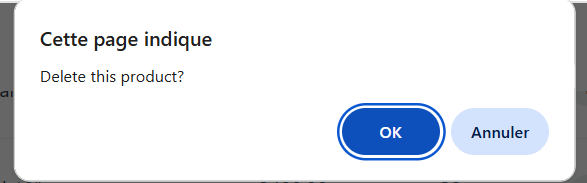 Cette page indique
Delete this product?
OK
Annuler